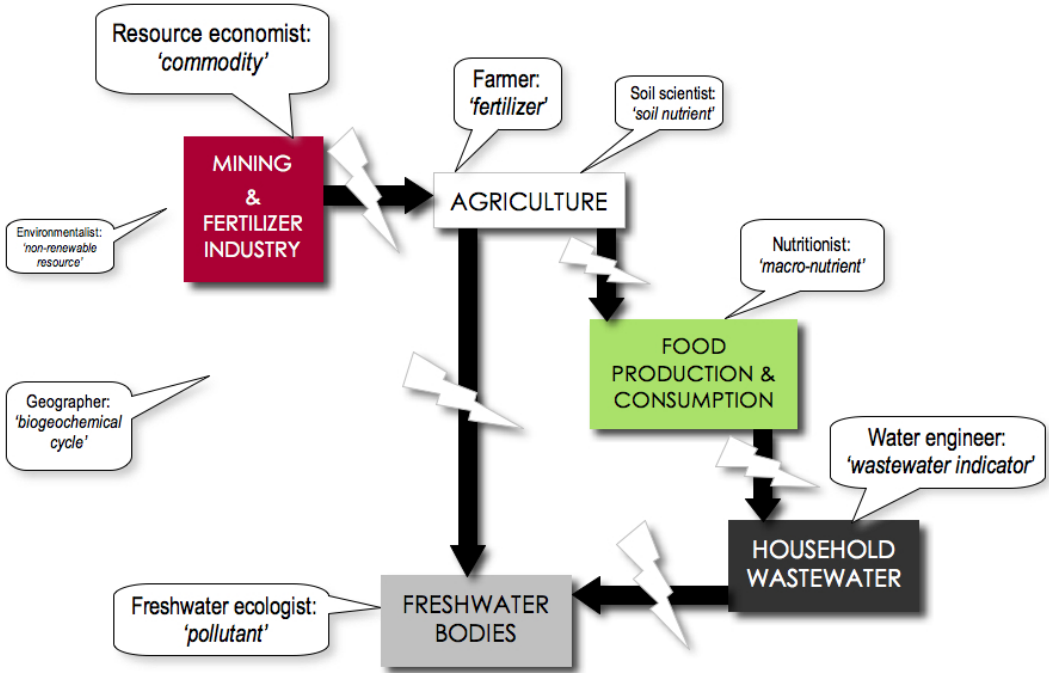 Resource economist:
‘commodity’
Farmer:
‘fertilizer’
Soil scientist:
‘soil nutrient’
MINING
&
FERTILIZER
INDUSTRY
AGRICULTURE
Environmentalist:
‘non-renewable
resource’
Nutritionist:
‘macro-nutrient’
FOOD
PRODUCTION &
CONSUMPTION
Geographer:
‘biogeochemical
cycle’
Water engineer:
‘wastewater indicator’
HOUSEHOLD
WASTEWATER
Freshwater ecologist:
‘pollutant’
FRESHWATER
BODIES